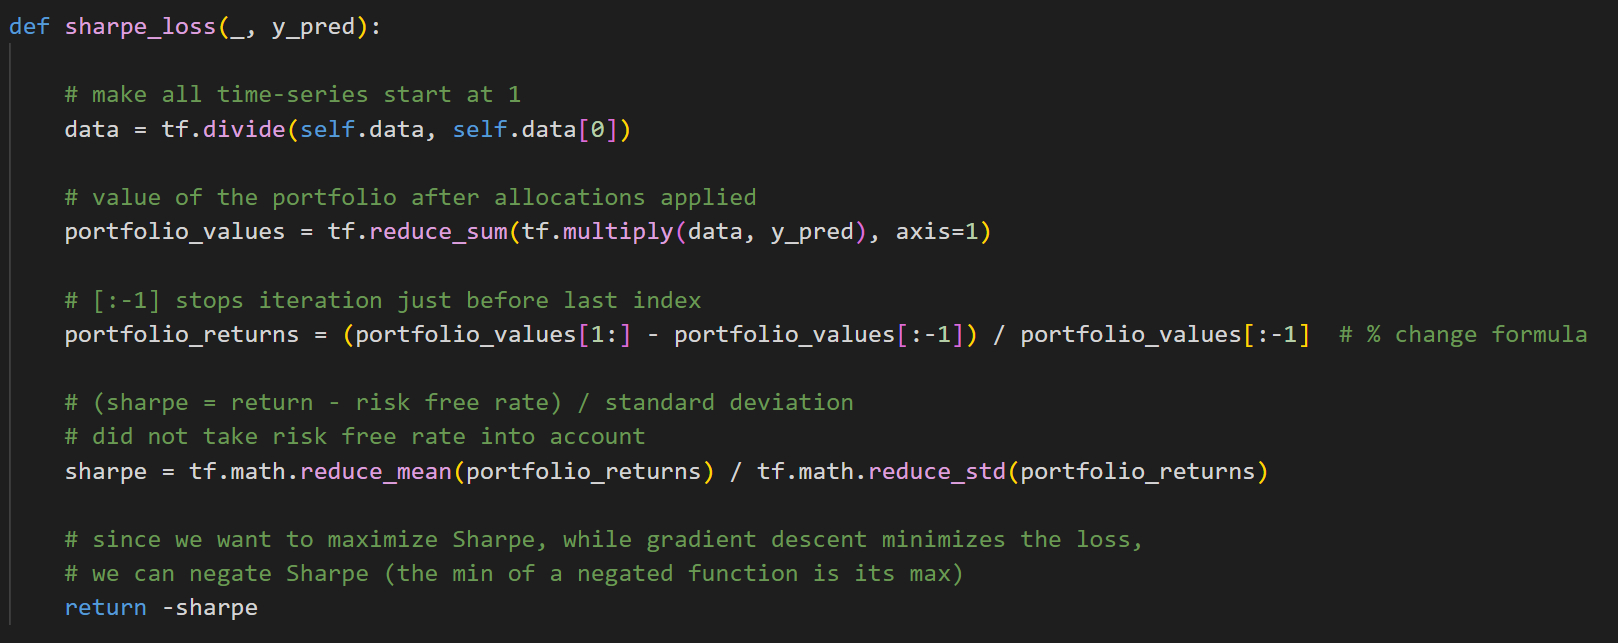 def sharpe_loss(_, y_pred):
# make all time-series start at 1
data = tf.divide(self.data, self.data[0])
# value of the portfolio after allocations applied
portfolio_values = tf.reduce_sum(tf.multiply(data, y_pred), axis=1)
# [:-1] stops iteration just before last index
portfolio_returns = (portfolio_values[1:] - portfolio_values[:-1]) / portfolio_values[:-1]  # % change formula
# (sharpe = return - risk free rate) / standard deviation
# did not take risk free rate into account
sharpe = tf.math.reduce_mean(portfolio_returns) / tf.math.reduce_std(portfolio_returns)
# since we want to maximize Sharpe, while gradient descent minimizes the loss,
# we can negate Sharpe (the min of a negated function is its max)
return -sharpe